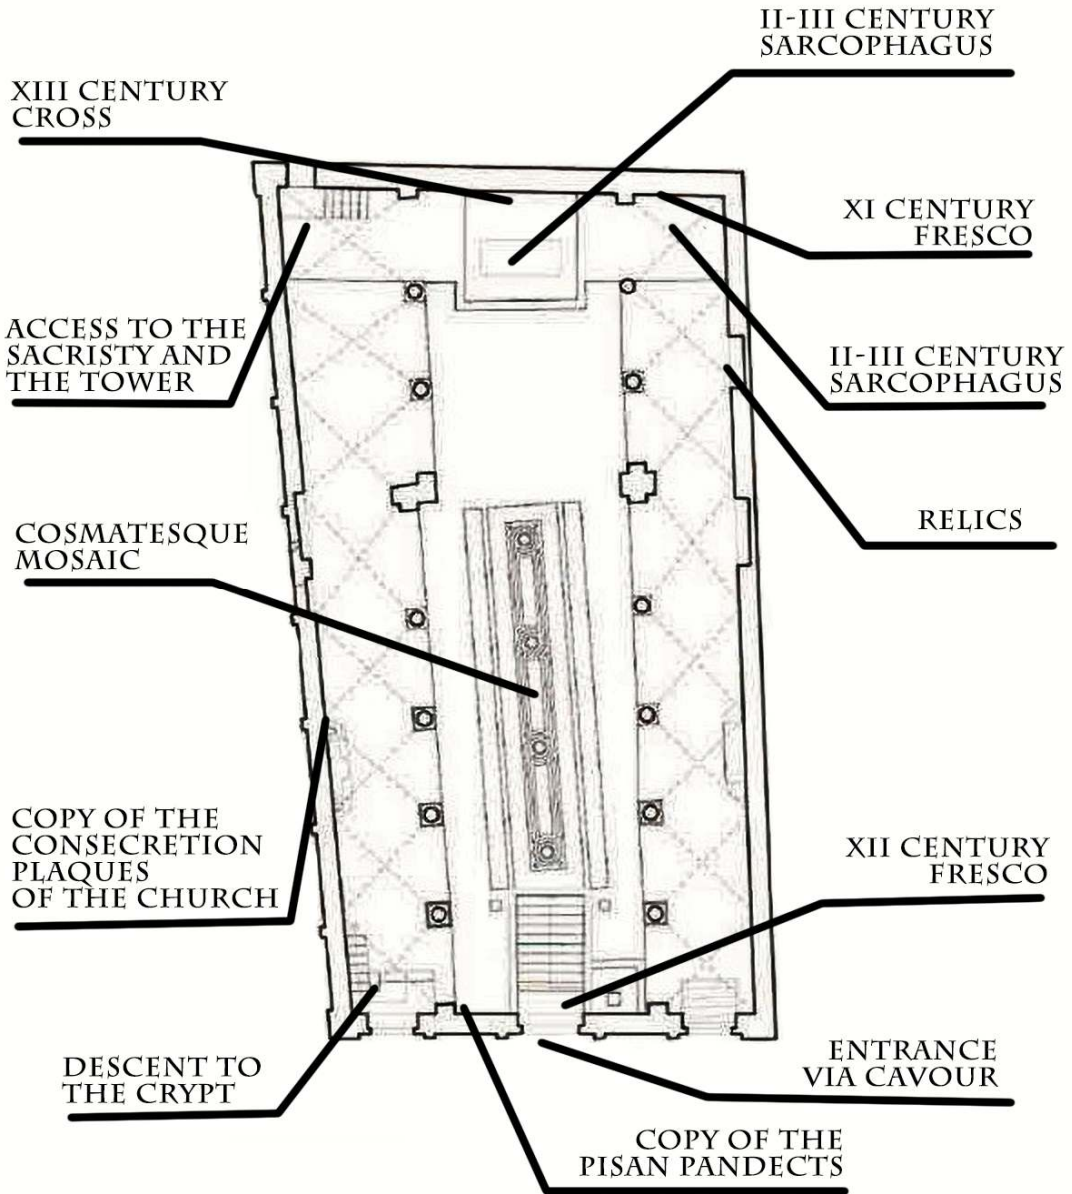 II-III CENTURY
SARCOPHAGUS
XIII CENTURY
CROSS
XI CENTURY
FRESCO
ACCESS TO THE
SACRISTY AND
THE TOWER
II-III CENTURY
SARCOPHAGUS
RELICS
COSMATESQUE
MOSAIC
COPY OF THE
CONSECRETION
PLAQUES
OF THE CHURCH
XII CENTURY
FRESCO
DESCENT TO
THE CRYPT
ENTRANCE
VIA CAVOUR
COPY OF THE
PISAN PANDECTS